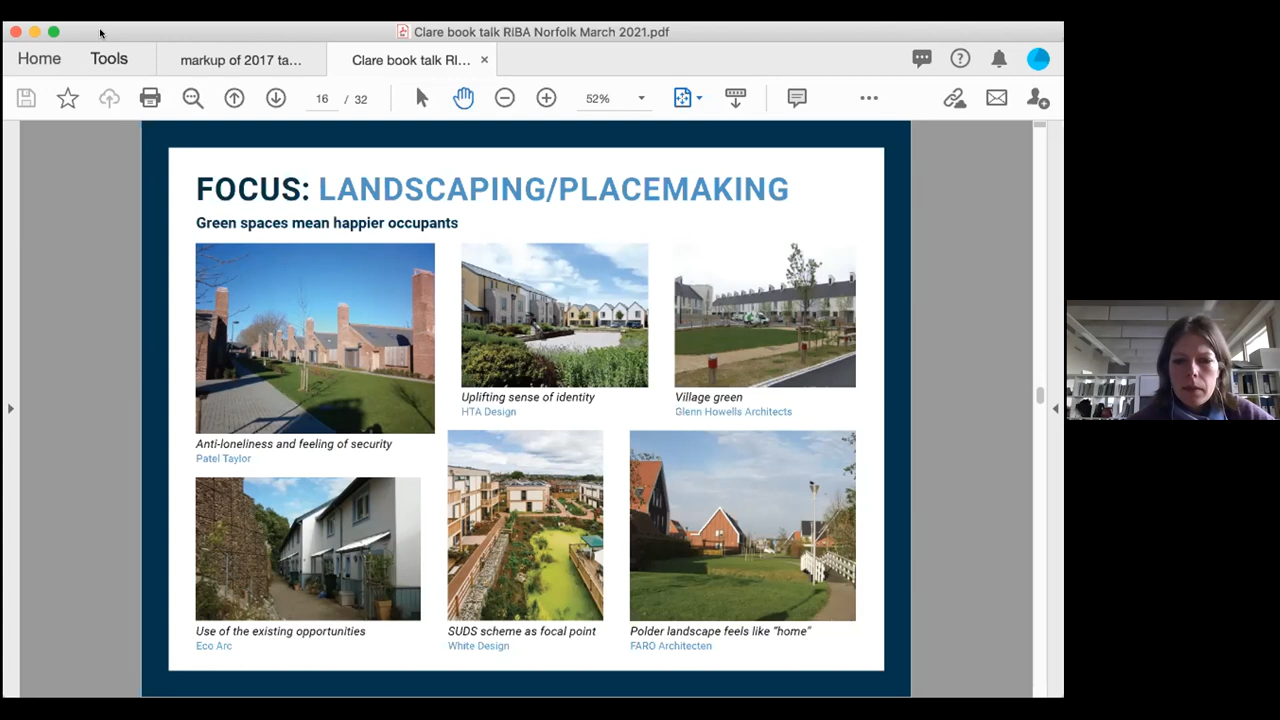 Clare book talk RIBA Norfolk March 2021.pdf
Home
Tools
markup of 2017 ta...
Clare book talk RI...
16 / 32
52%
FOCUS: LANDSCAPING/PLACEMAKING
Green spaces mean happier occupants
Anti-loneliness and feeling of security
Patel Taylor
Uplifting sense of identity
HTA Design
Village green
Glenn Howells Architects
Use of the existing opportunities
Eco Arc
SUDS scheme as focal point
White Design
Polder landscape feels like "home"
FARO Architecten